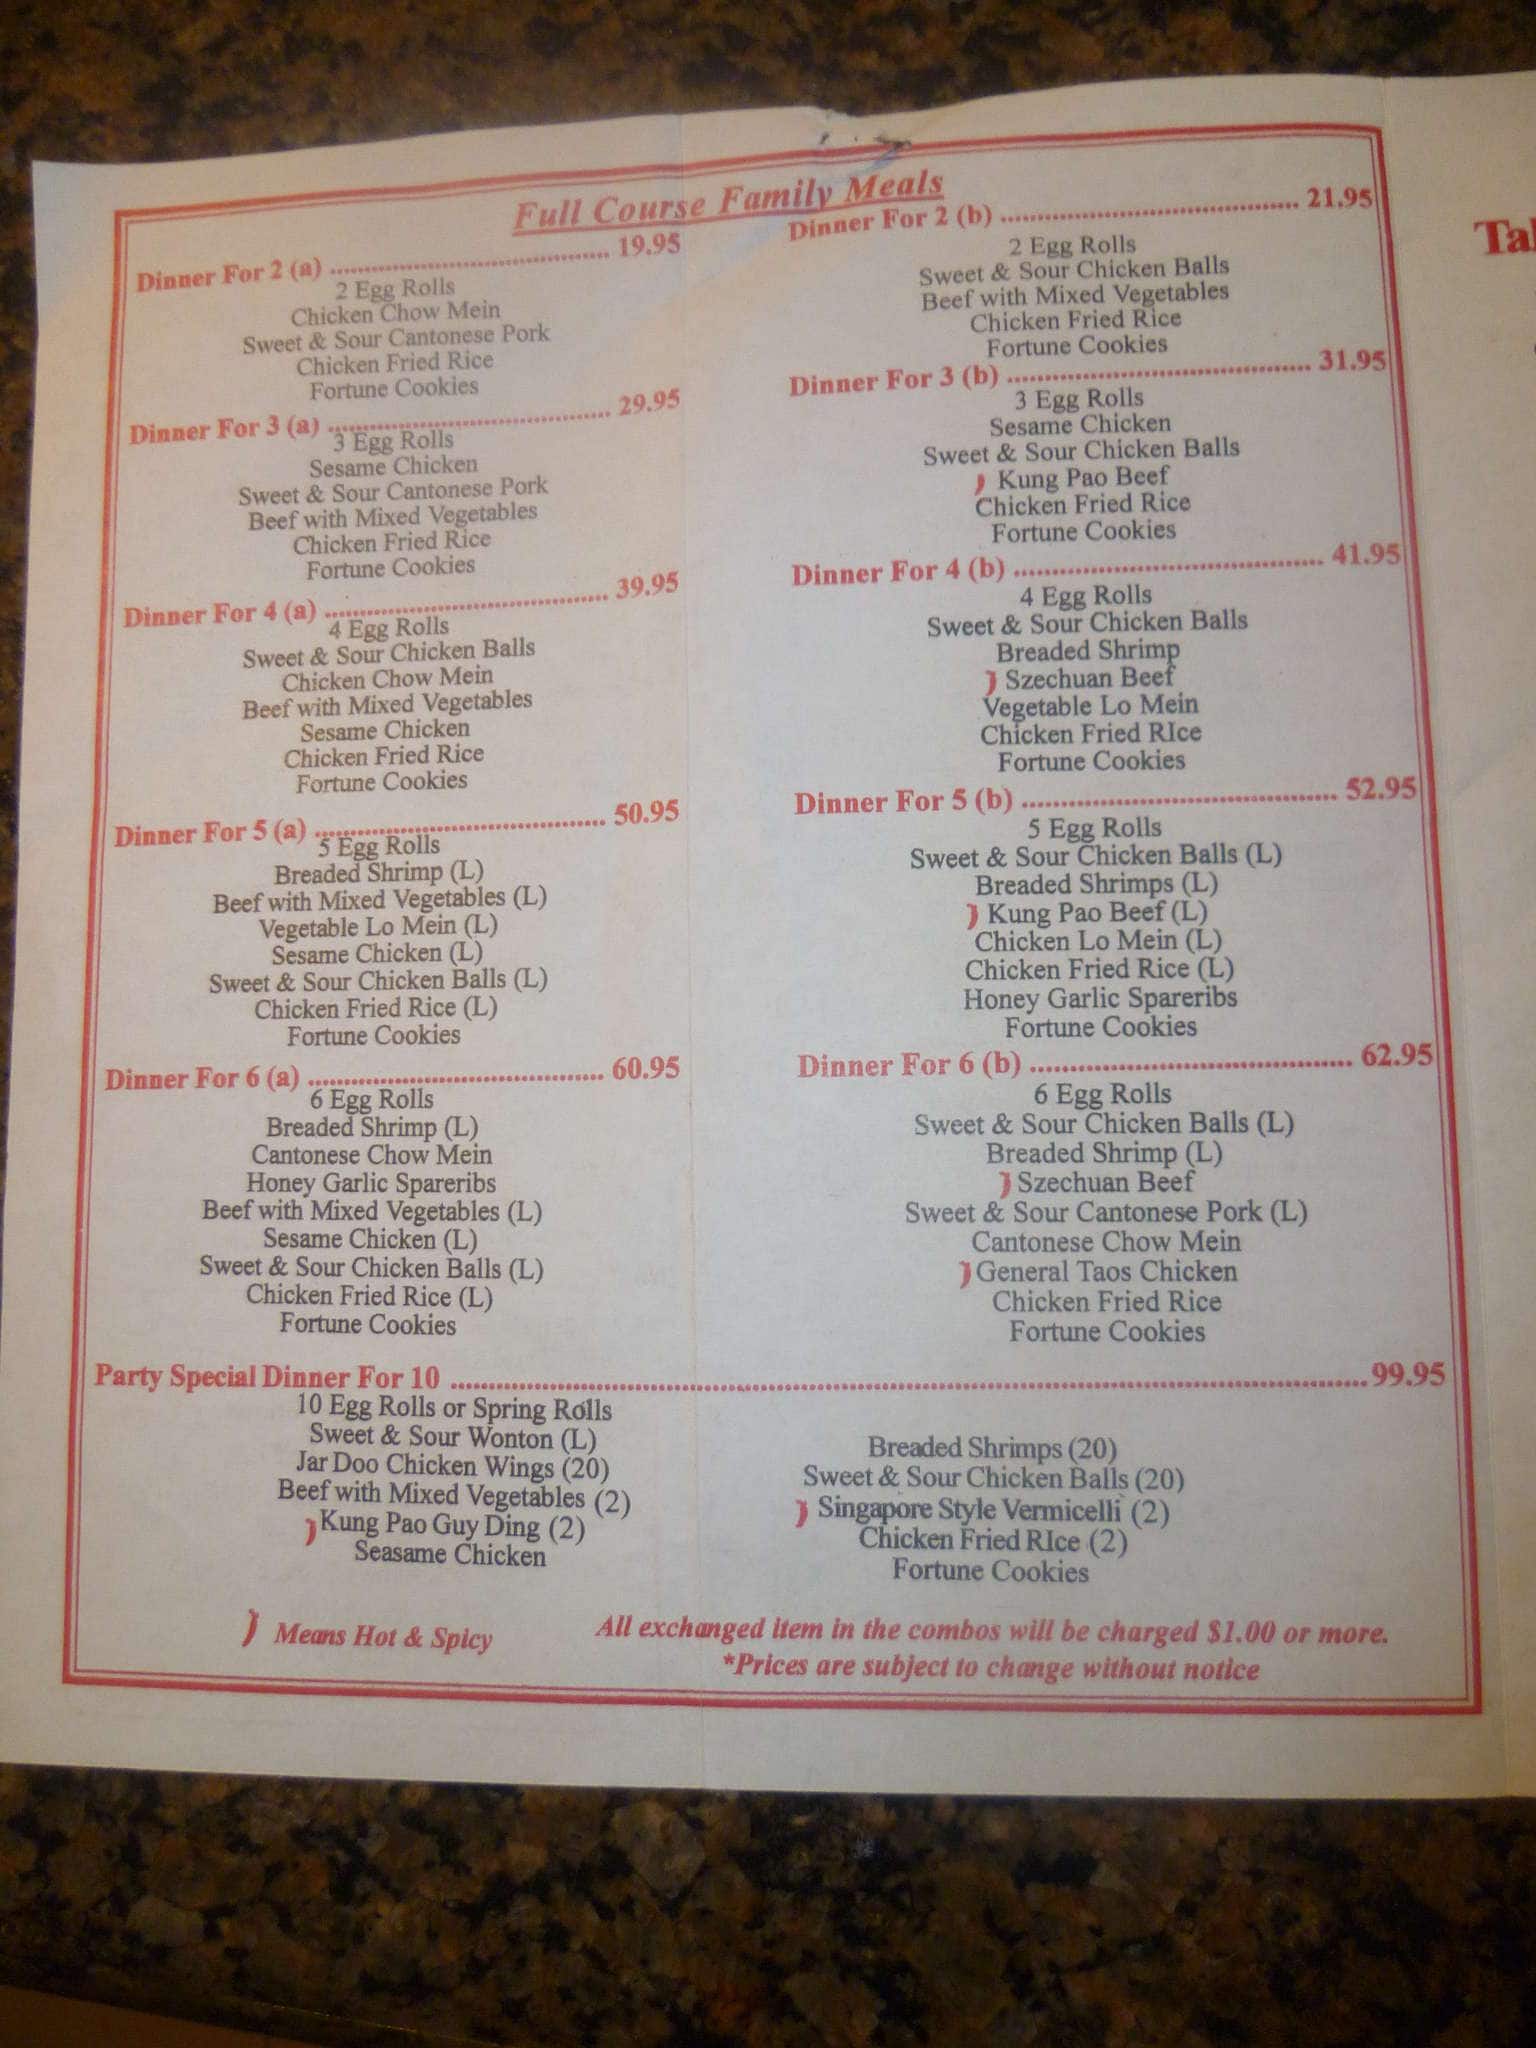 Full Course Family Meals
Dinner For 2 (a) ........................................ 19.95
2 Egg Rolls
Chicken Chow Mein
Sweet & Sour Cantonese Pork
Chicken Fried Rice
Fortune Cookies
Dinner For 3 (a) ........................................ 29.95
3 Egg Rolls
Sesame Chicken
Sweet & Sour Cantonese Pork
Beef with Mixed Vegetables
Chicken Fried Rice
Fortune Cookies
Dinner For 4 (a) ........................................ 39.95
4 Egg Rolls
Sweet & Sour Chicken Balls
Chicken Chow Mein
Beef with Mixed Vegetables
Sesame Chicken
Chicken Fried Rice
Fortune Cookies
Dinner For 5 (a) ........................................ 50.95
5 Egg Rolls
Breaded Shrimp (L)
Beef with Mixed Vegetables (L)
Vegetable Lo Mein (L)
Sesame Chicken (L)
Sweet & Sour Chicken Balls (L)
Chicken Fried Rice (L)
Fortune Cookies
Dinner For 6 (a) ........................................ 60.95
6 Egg Rolls
Breaded Shrimp (L)
Cantonese Chow Mein
Honey Garlic Spareribs
Beef with Mixed Vegetables (L)
Sesame Chicken (L)
Sweet & Sour Chicken Balls (L)
Chicken Fried Rice (L)
Fortune Cookies
Dinner For 2 (b) ........................................ 21.95
2 Egg Rolls
Sweet & Sour Chicken Balls
Beef with Mixed Vegetables
Chicken Fried Rice
Fortune Cookies
Dinner For 3 (b) ........................................ 31.95
3 Egg Rolls
Sesame Chicken
Sweet & Sour Chicken Balls
Kung Pao Beef
Chicken Fried Rice
Fortune Cookies
Dinner For 4 (b) ........................................ 41.95
4 Egg Rolls
Sweet & Sour Chicken Balls
Breaded Shrimp
Szechuan Beef
Vegetable Lo Mein
Chicken Fried RIce
Fortune Cookies
Dinner For 5 (b) ........................................ 52.95
5 Egg Rolls
Sweet & Sour Chicken Balls (L)
Breaded Shrimps (L)
Kung Pao Beef (L)
Chicken Lo Mein (L)
Chicken Fried Rice (L)
Honey Garlic Spareribs
Fortune Cookies
Dinner For 6 (b) ........................................ 62.95
6 Egg Rolls
Sweet & Sour Chicken Balls (L)
Breaded Shrimp (L)
Szechuan Beef
Sweet & Sour Cantonese Pork (L)
Cantonese Chow Mein
General Taos Chicken
Chicken Fried Rice
Fortune Cookies
Party Special Dinner For 10 ........................................ 99.95
10 Egg Rolls or Spring Rolls
Sweet & Sour Wonton (L)
Jar Doo Chicken Wings (20)
Beef with Mixed Vegetables (2)
Kung Pao Guy Ding (2)
Seasame Chicken
Breaded Shrimps (20)
Sweet & Sour Chicken Balls (20)
Singapore Style Vermicelli (2)
Chicken Fried RIce (2)
Fortune Cookies
Means Hot & Spicy
All exchanged item in the combos will be charged $1.00 or more.
*Prices are subject to change without notice